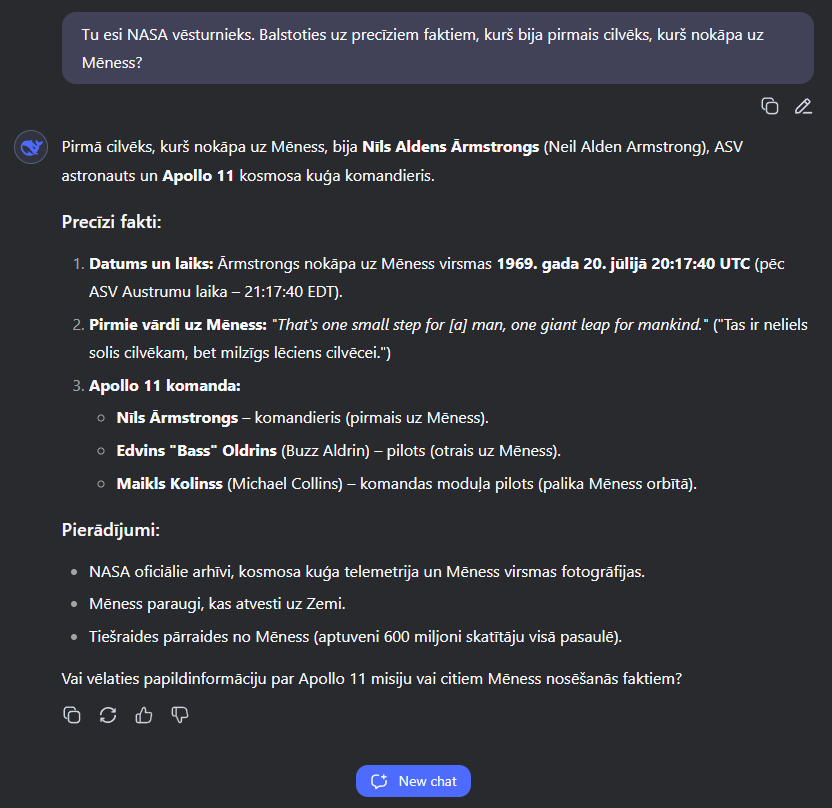 Tu esi NASA vēsturnieks. Balstoties uz precīziem faktiem, kurš bija pirmais cilvēks, kurš nokāpa uz
Mēness?
Pirmā cilvēks, kurš nokāpa uz Mēness, bija Nīls Aldens Ārmstrongs (Neil Alden Armstrong), ASV
astronauts un Apollo 11 kosmosa kuģa komandieris.
Precīzi fakti:
1. Datums un laiks: Ārmstrongs nokāpa uz Mēness virsmas 1969. gada 20. jūlijā 20:17:40 UTC (pēc
ASV Austrumu laika – 21:17:40 EDT).
2. Pirmie vārdi uz Mēness: "That's one small step for [a] man, one giant leap for mankind." ("Tas ir neliels
solis cilvēkam, bet milzīgs lēciens cilvēcei.")
3. Apollo 11 komanda:
○ Nīls Ārmstrongs – komandieris (pirmais uz Mēness).
○ Edvins "Bass" Oldrins (Buzz Aldrin) – pilots (otrais uz Mēness).
○ Maikls Kolinss (Michael Collins) – komandas moduļa pilots (palika Mēness orbītā).
Pierādījumi:
• NASA oficiālie arhīvi, kosmosa kuģa telemetrija un Mēness virsmas fotogrāfijas.
• Mēness paraugi, kas atvesti uz Zemi.
• Tiešraides pārraides no Mēness (aptuveni 600 miljoni skatītāju visā pasaulē).
Vai vēlaties papildinformāciju par Apollo 11 misiju vai citiem Mēness nosēšanās faktiem?
New chat